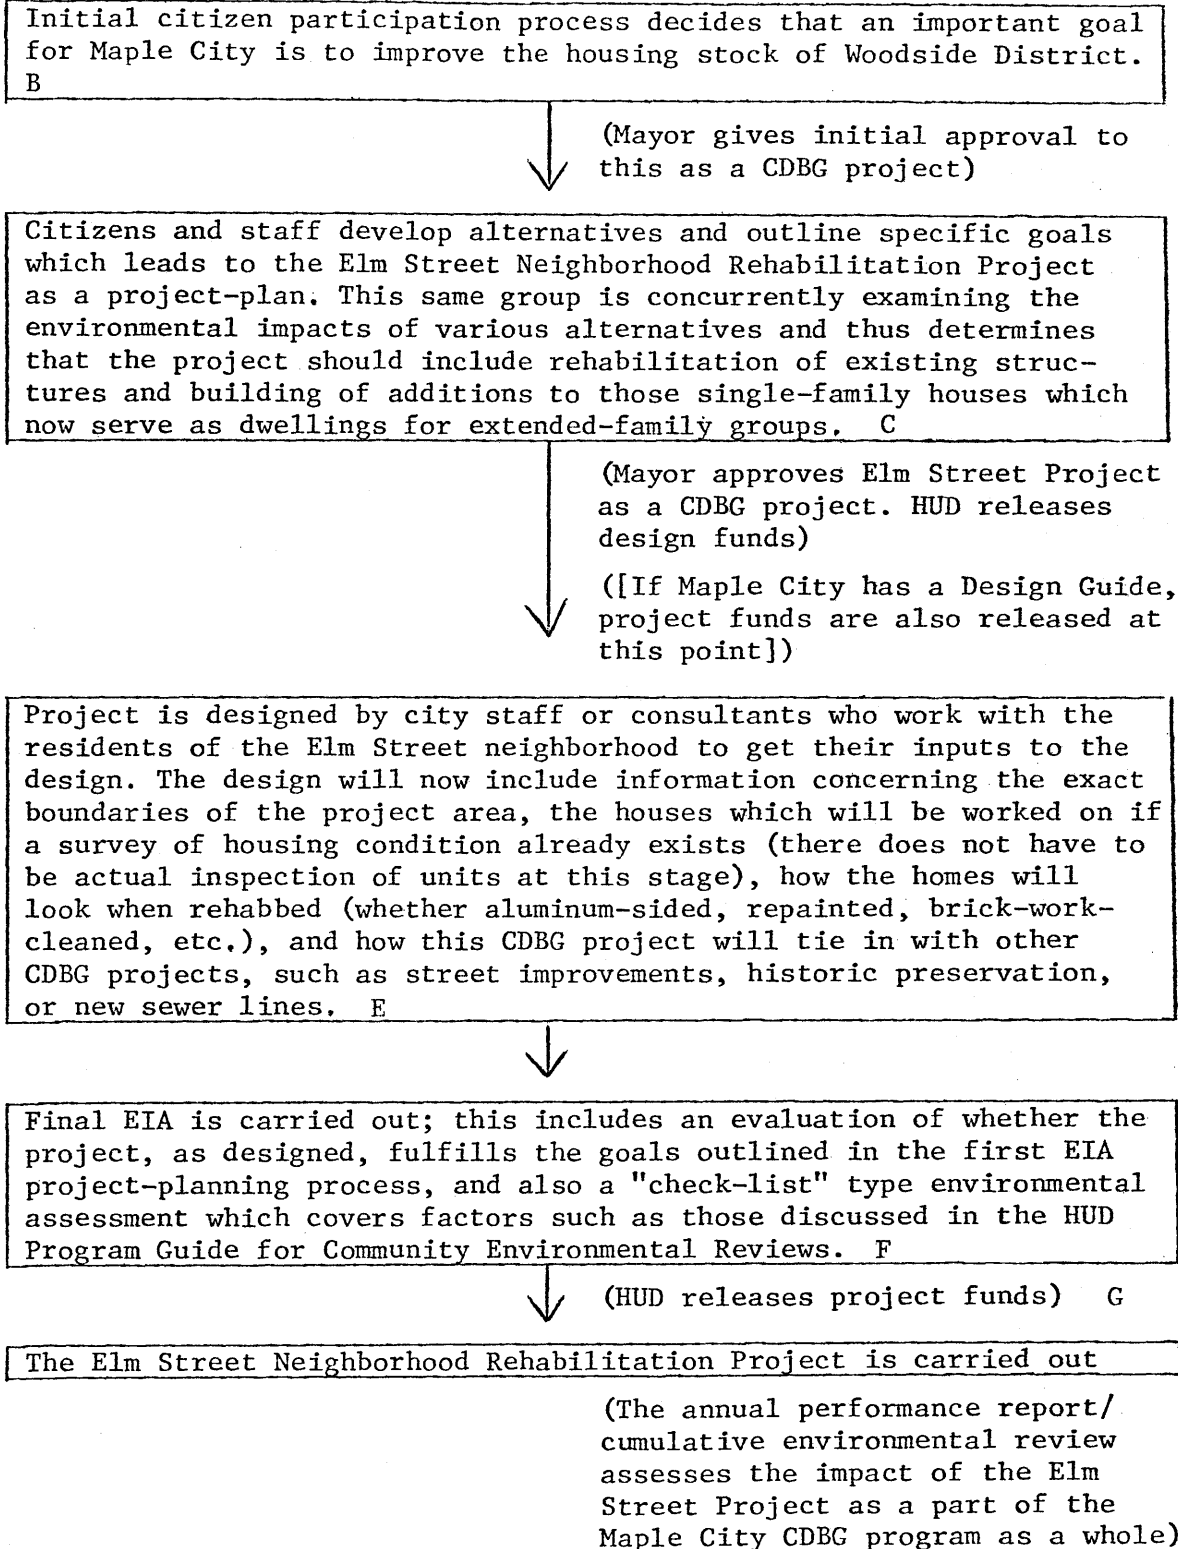 Initial citizen participation process decides that an important goal
for Maple City is to improve the housing stock of Woodside District.
B
(Mayor gives initial approval to
this as a CDBG project)
Citizens and staff develop alternatives and outline specific goals
which leads to the Elm Street Neighborhood Rehabilitation Project
as a project-plan. This same group is concurrently examining the
environmental impacts of various alternatives and thus determines
that the project should include rehabilitation of existing struc-
tures and building of additions to those single-family houses which
now serve as dwellings for extended-family groups. C
(Mayor approves Elm Street Project
as a CDBG project. HUD releases
design funds)
([If Maple City has a Design Guide,
project funds are also released at
this point])
Project is designed by city staff or consultants who work with the
residents of the Elm Street neighborhood to get their inputs to the
design. The design will now include information concerning the exact
boundaries of the project area, the houses which will be worked on if
a survey of housing condition already exists (there does not have to
be actual inspection of units at this stage), how the homes will
look when rehabbed (whether aluminum-sided, repainted, brick-work-
cleaned, etc.), and how this CDBG project will tie in with other
CDBG projects, such as street improvements, historic preservation,
or new sewer lines. E
Final EIA is carried out; this includes an evaluation of whether the
project, as designed, fulfills the goals outlined in the first EIA
project-planning process, and also a "check-list" type environmental
assessment which covers factors such as those discussed in the HUD
Program Guide for Community Environmental Reviews. F
(HUD releases project funds) G
The Elm Street Neighborhood Rehabilitation Project is carried out
(The annual performance report/
cumulative environmental review
assesses the impact of the Elm
Street Project as a part of the
Maple City CDBG program as a whole)